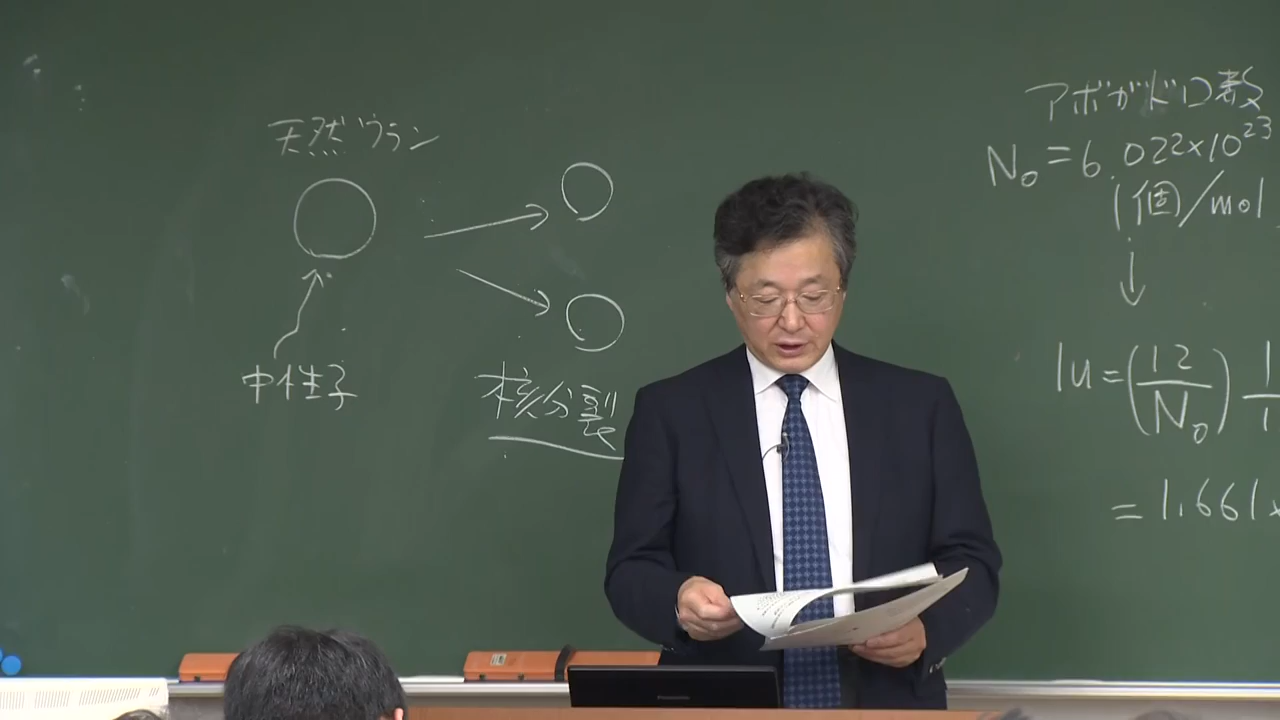 天然ウラン
中性子
核分裂
アボガドロ数
N₀=6.022×10²³
(個)/mol
↓
1u=(12/N₀)
=1.661×
Panasonic